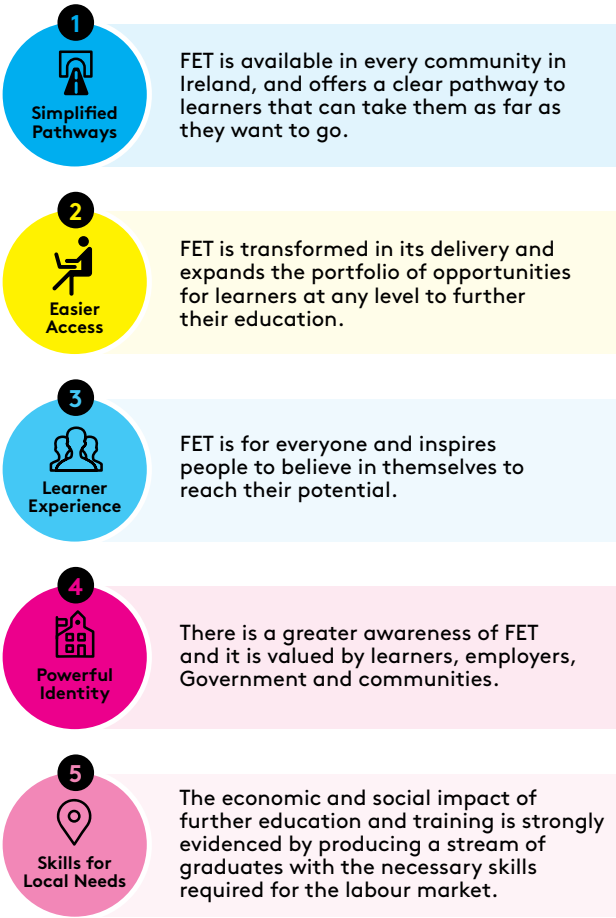 1
Simplified
Pathways
FET is available in every community in
Ireland, and offers a clear pathway to
learners that can take them as far as
they want to go.
2
Easier
Access
FET is transformed in its delivery and
expands the portfolio of opportunities
for learners at any level to further
their education.
3
Learner
Experience
FET is for everyone and inspires
people to believe in themselves to
reach their potential.
4
Powerful
Identity
There is a greater awareness of FET
and it is valued by learners, employers,
Government and communities.
5
Skills for
Local Needs
The economic and social impact of
further education and training is strongly
evidenced by producing a stream of
graduates with the necessary skills
required for the labour market.